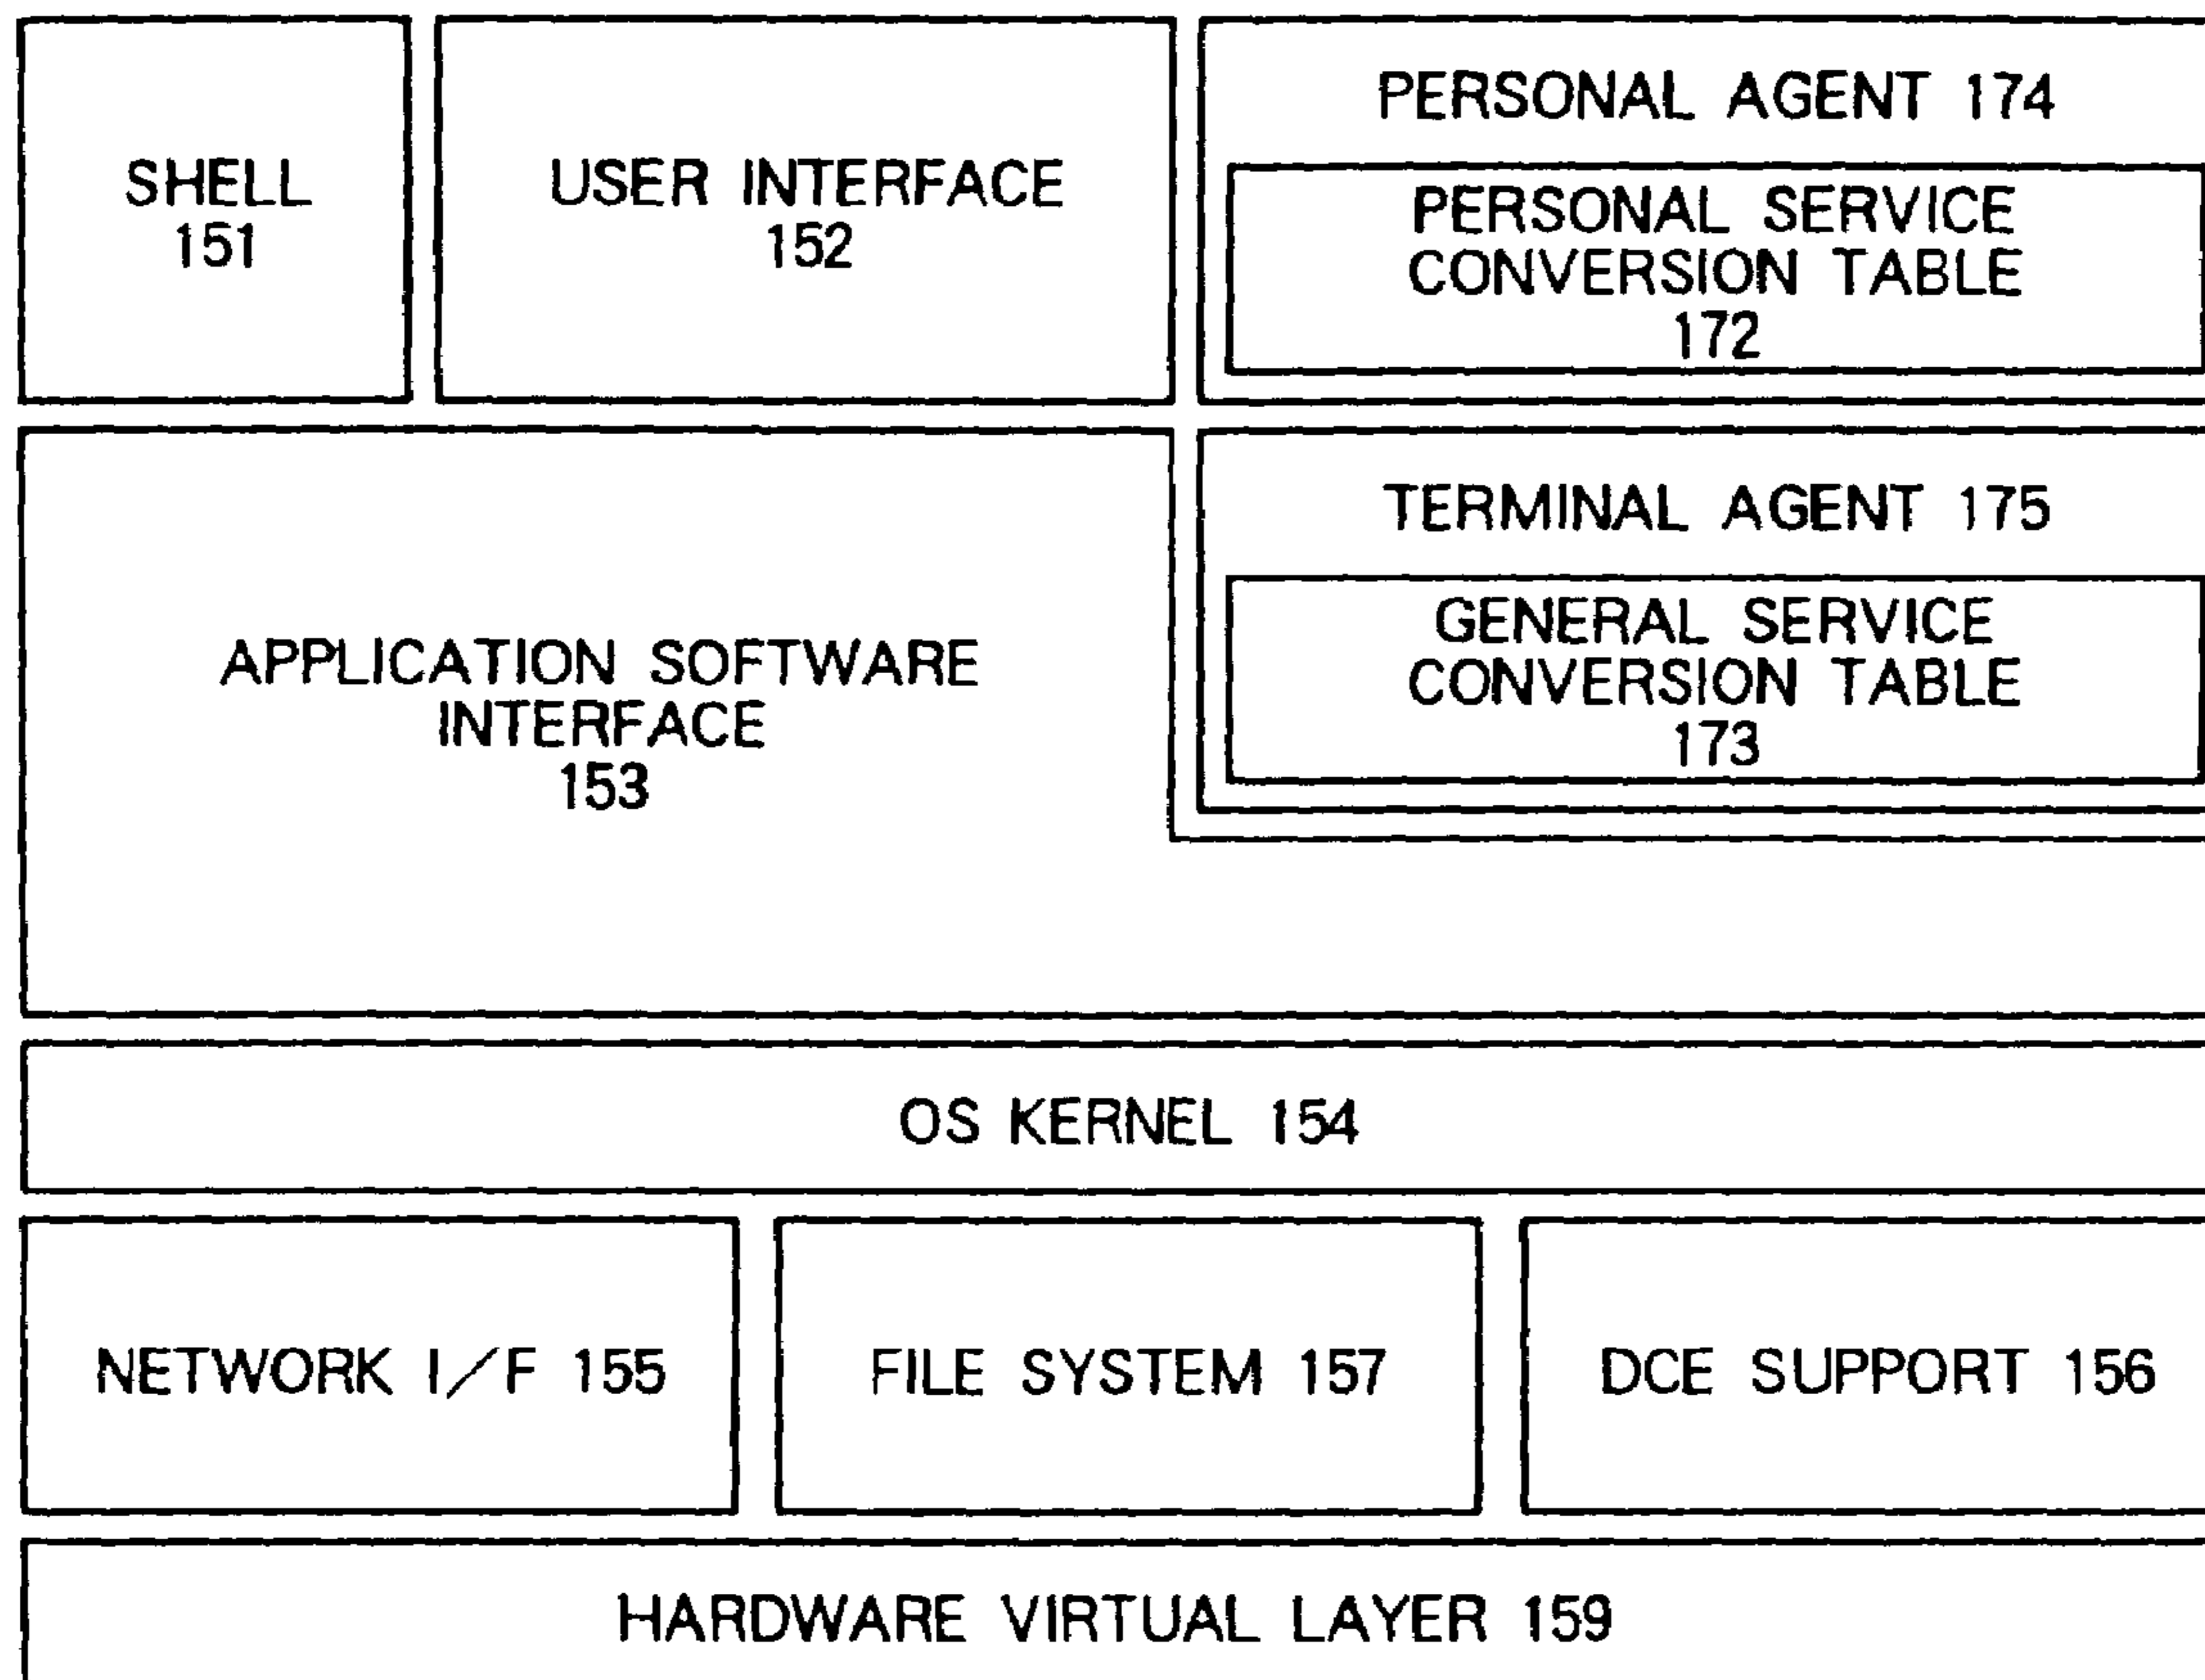 SHELL
151
USER INTERFACE
152
PERSONAL AGENT 174
PERSONAL SERVICE
CONVERSION TABLE
172
APPLICATION SOFTWARE
INTERFACE
153
TERMINAL AGENT 175
GENERAL SERVICE
CONVERSION TABLE
173
OS KERNEL 154
NETWORK I/F 155
FILE SYSTEM 157
DCE SUPPORT 156
HARDWARE VIRTUAL LAYER 159